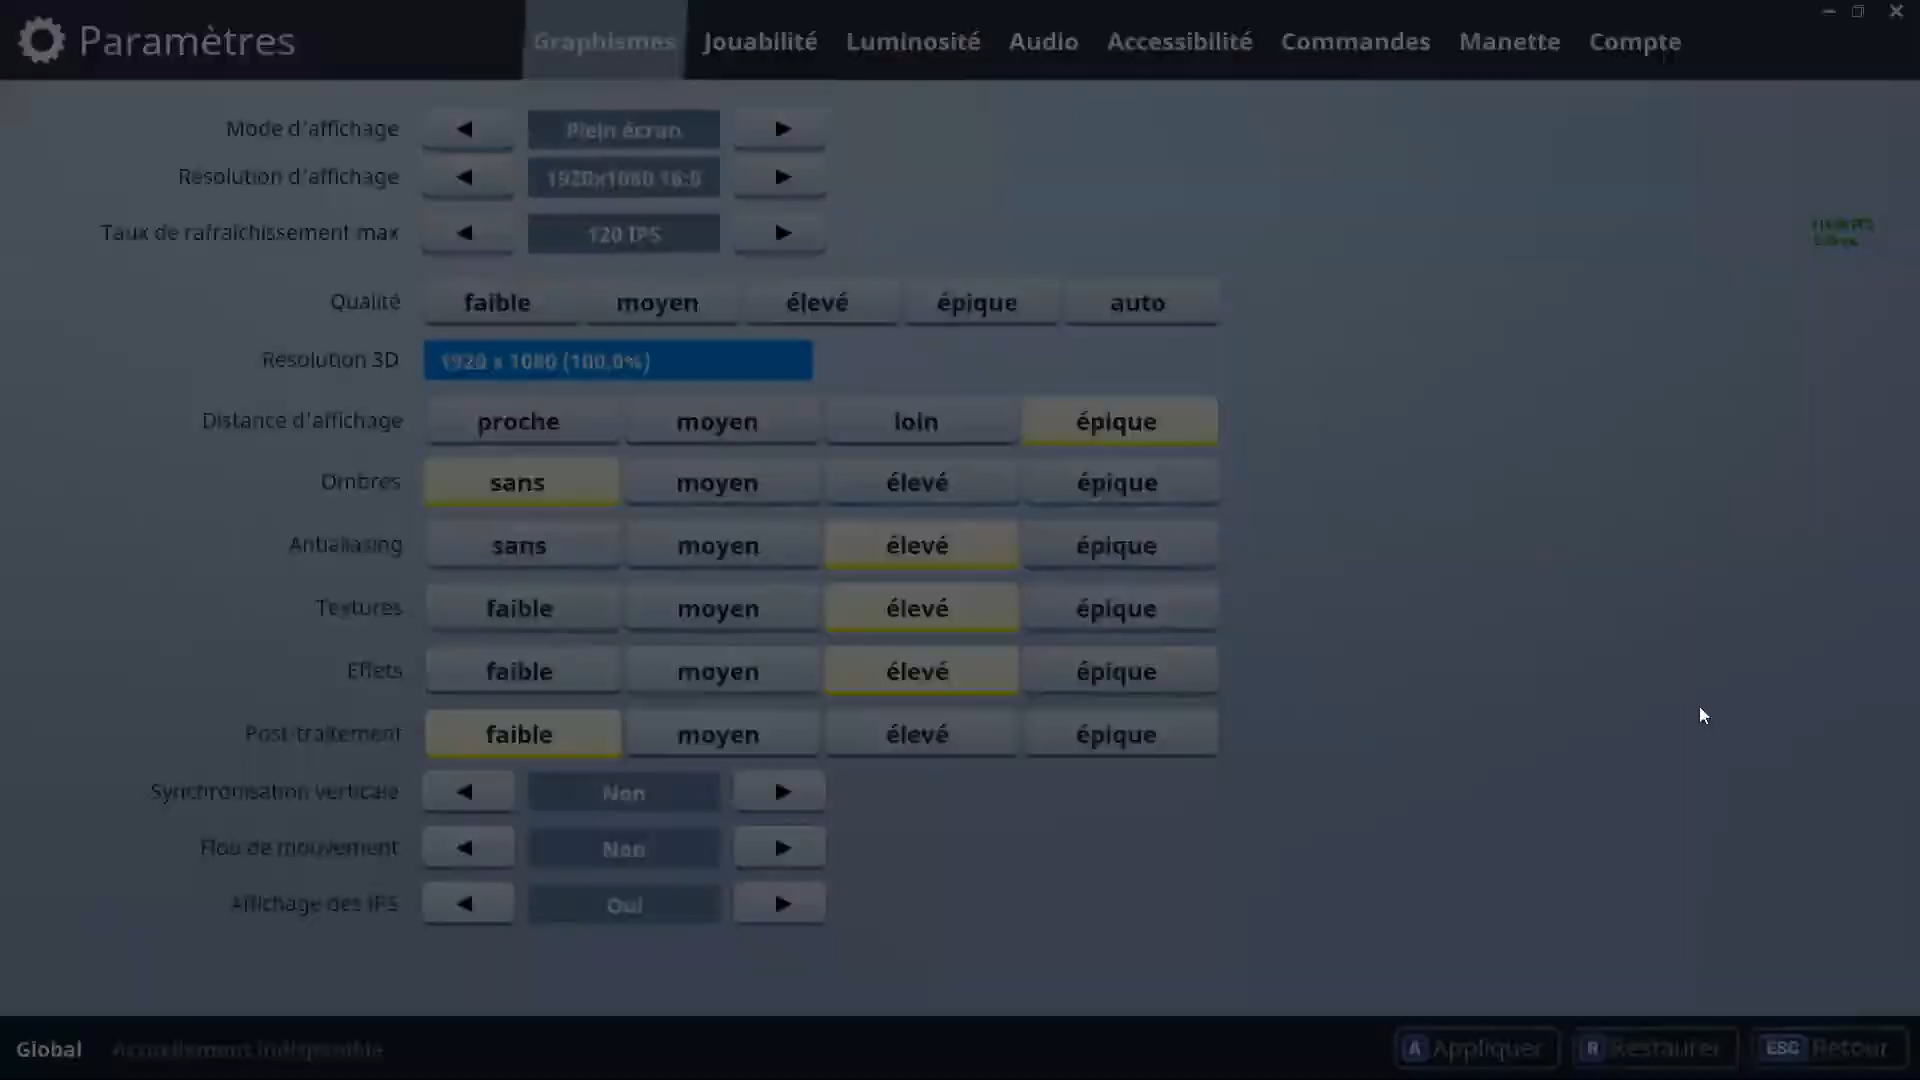 Paramètres
Graphismes Jouabilité Luminosité Audio Accessibilité Commandes Manette Compte
Mode d'affichage Plein écran
Résolution d'affichage 1920x1080 16:9
Taux de rafraîchissement max 120 IPS
Qualité faible moyen élevé épique auto
Résolution 3D 1920 x 1080 (100,0%)
Distance d'affichage proche moyen loin épique
Ombres sans moyen élevé épique
Antialiasing sans moyen élevé épique
Textures faible moyen élevé épique
Effets faible moyen élevé épique
Post-traitement faible moyen élevé épique
Synchronisation verticale Non
Flou de mouvement Non
Affichage des IPS Oui
Global Actuellement indisponible
A Appliquer R Restaurer ESC Retour